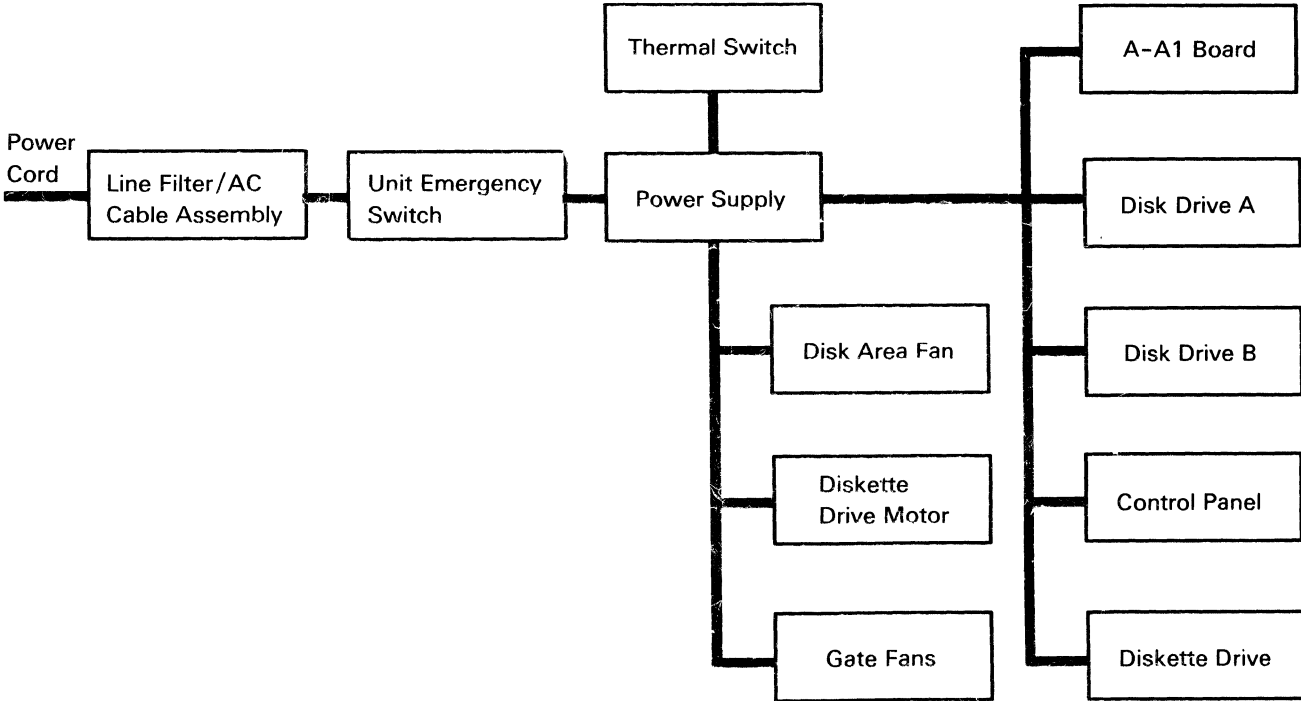 Thermal Switch
A-A1 Board
Power
Cord
Line Filter/AC
Cable Assembly
Unit Emergency
Switch
Power Supply
Disk Drive A
Disk Area Fan
Disk Drive B
Diskette
Drive Motor
Control Panel
Gate Fans
Diskette Drive